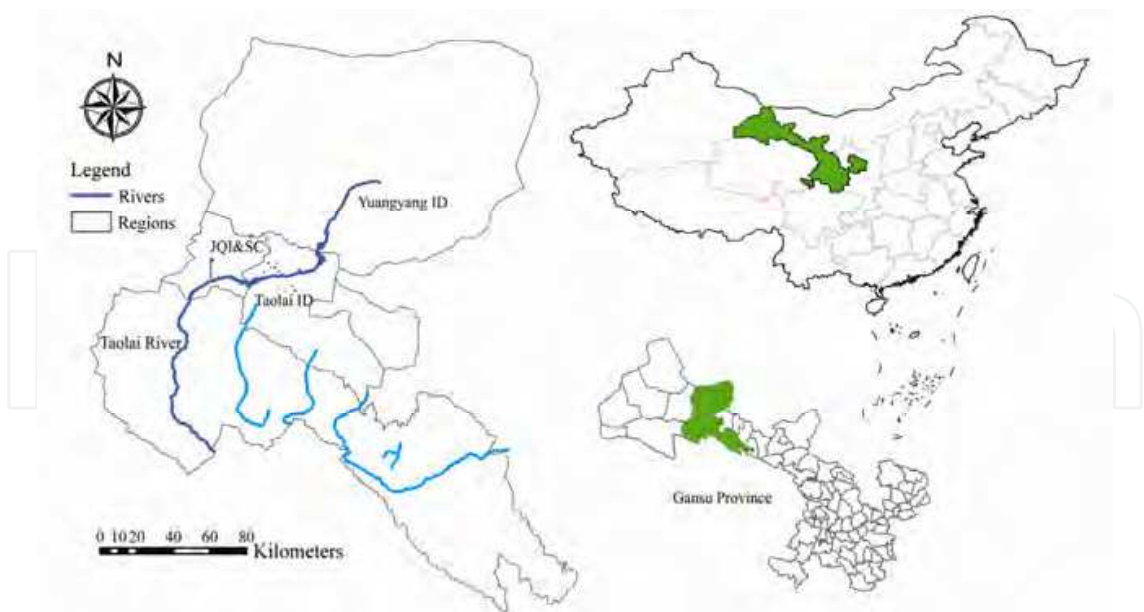 N
Legend
Rivers
Regions
Yuangyang ID
JQI&SC
Taolai ID
Taolai River
0 10 20 40 60 80
Kilometers
Gansu Province